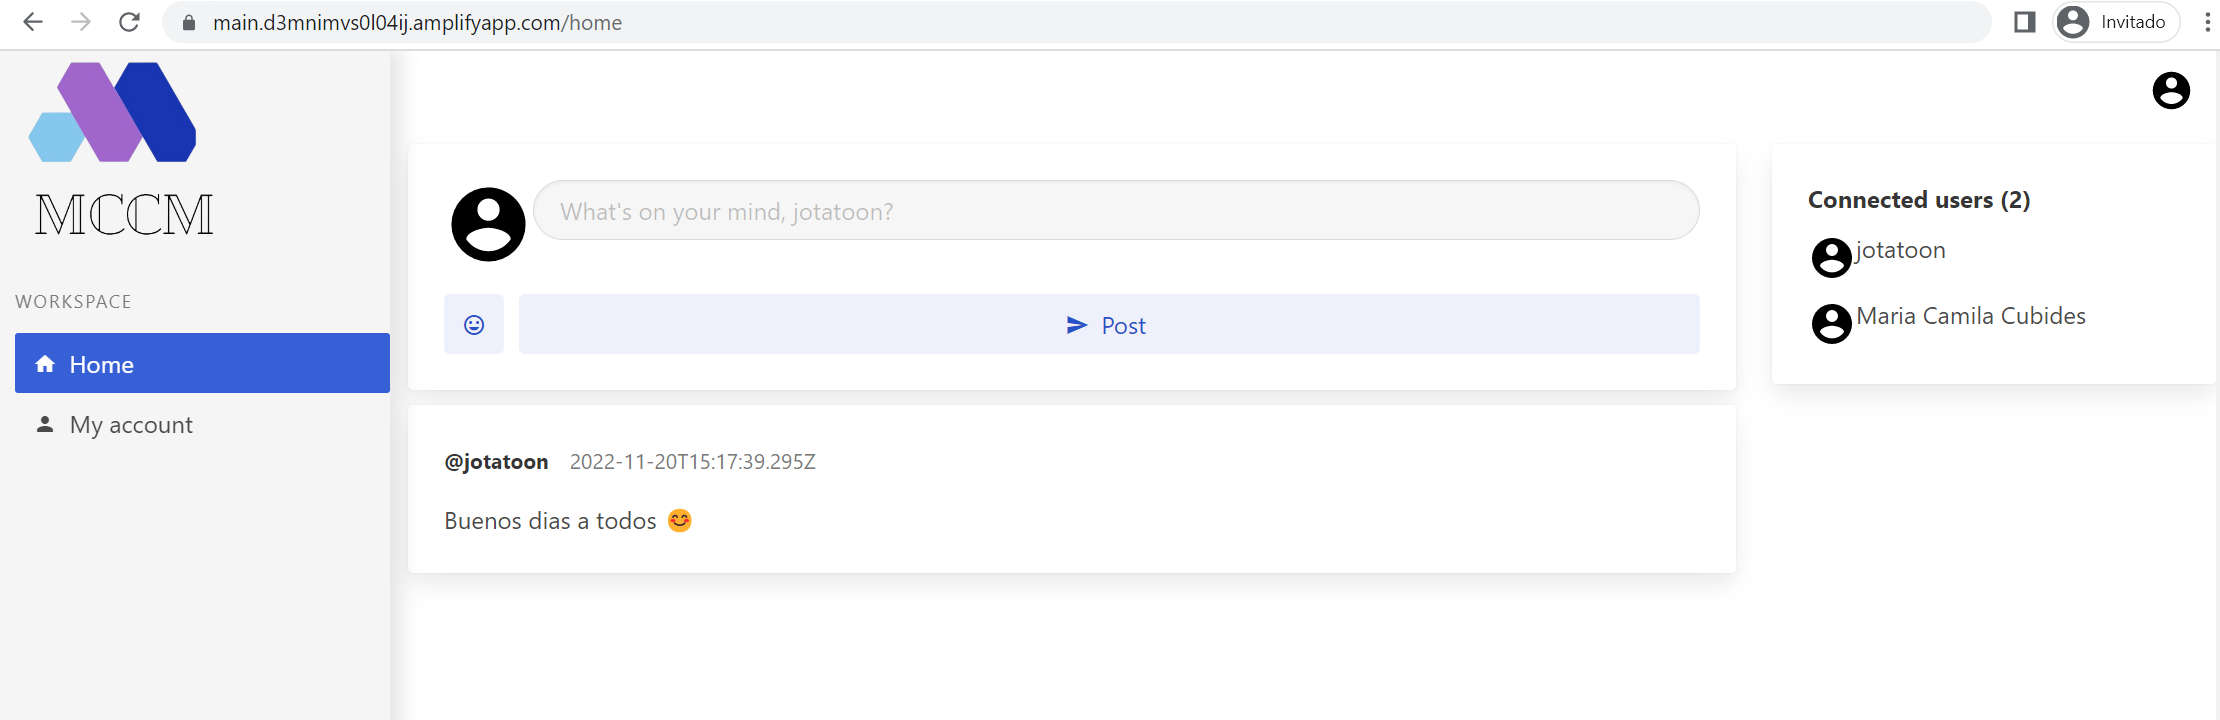 main.d3mnimvs0l04ij.amplifyapp.com/home
Invitado
MCCM
WORKSPACE
Home
My account
What's on your mind, jotatoon?
Post
@jotatoon 2022-11-20T15:17:39.295Z
Buenos dias a todos 😊
Connected users (2)
jotatoon
Maria Camila Cubides